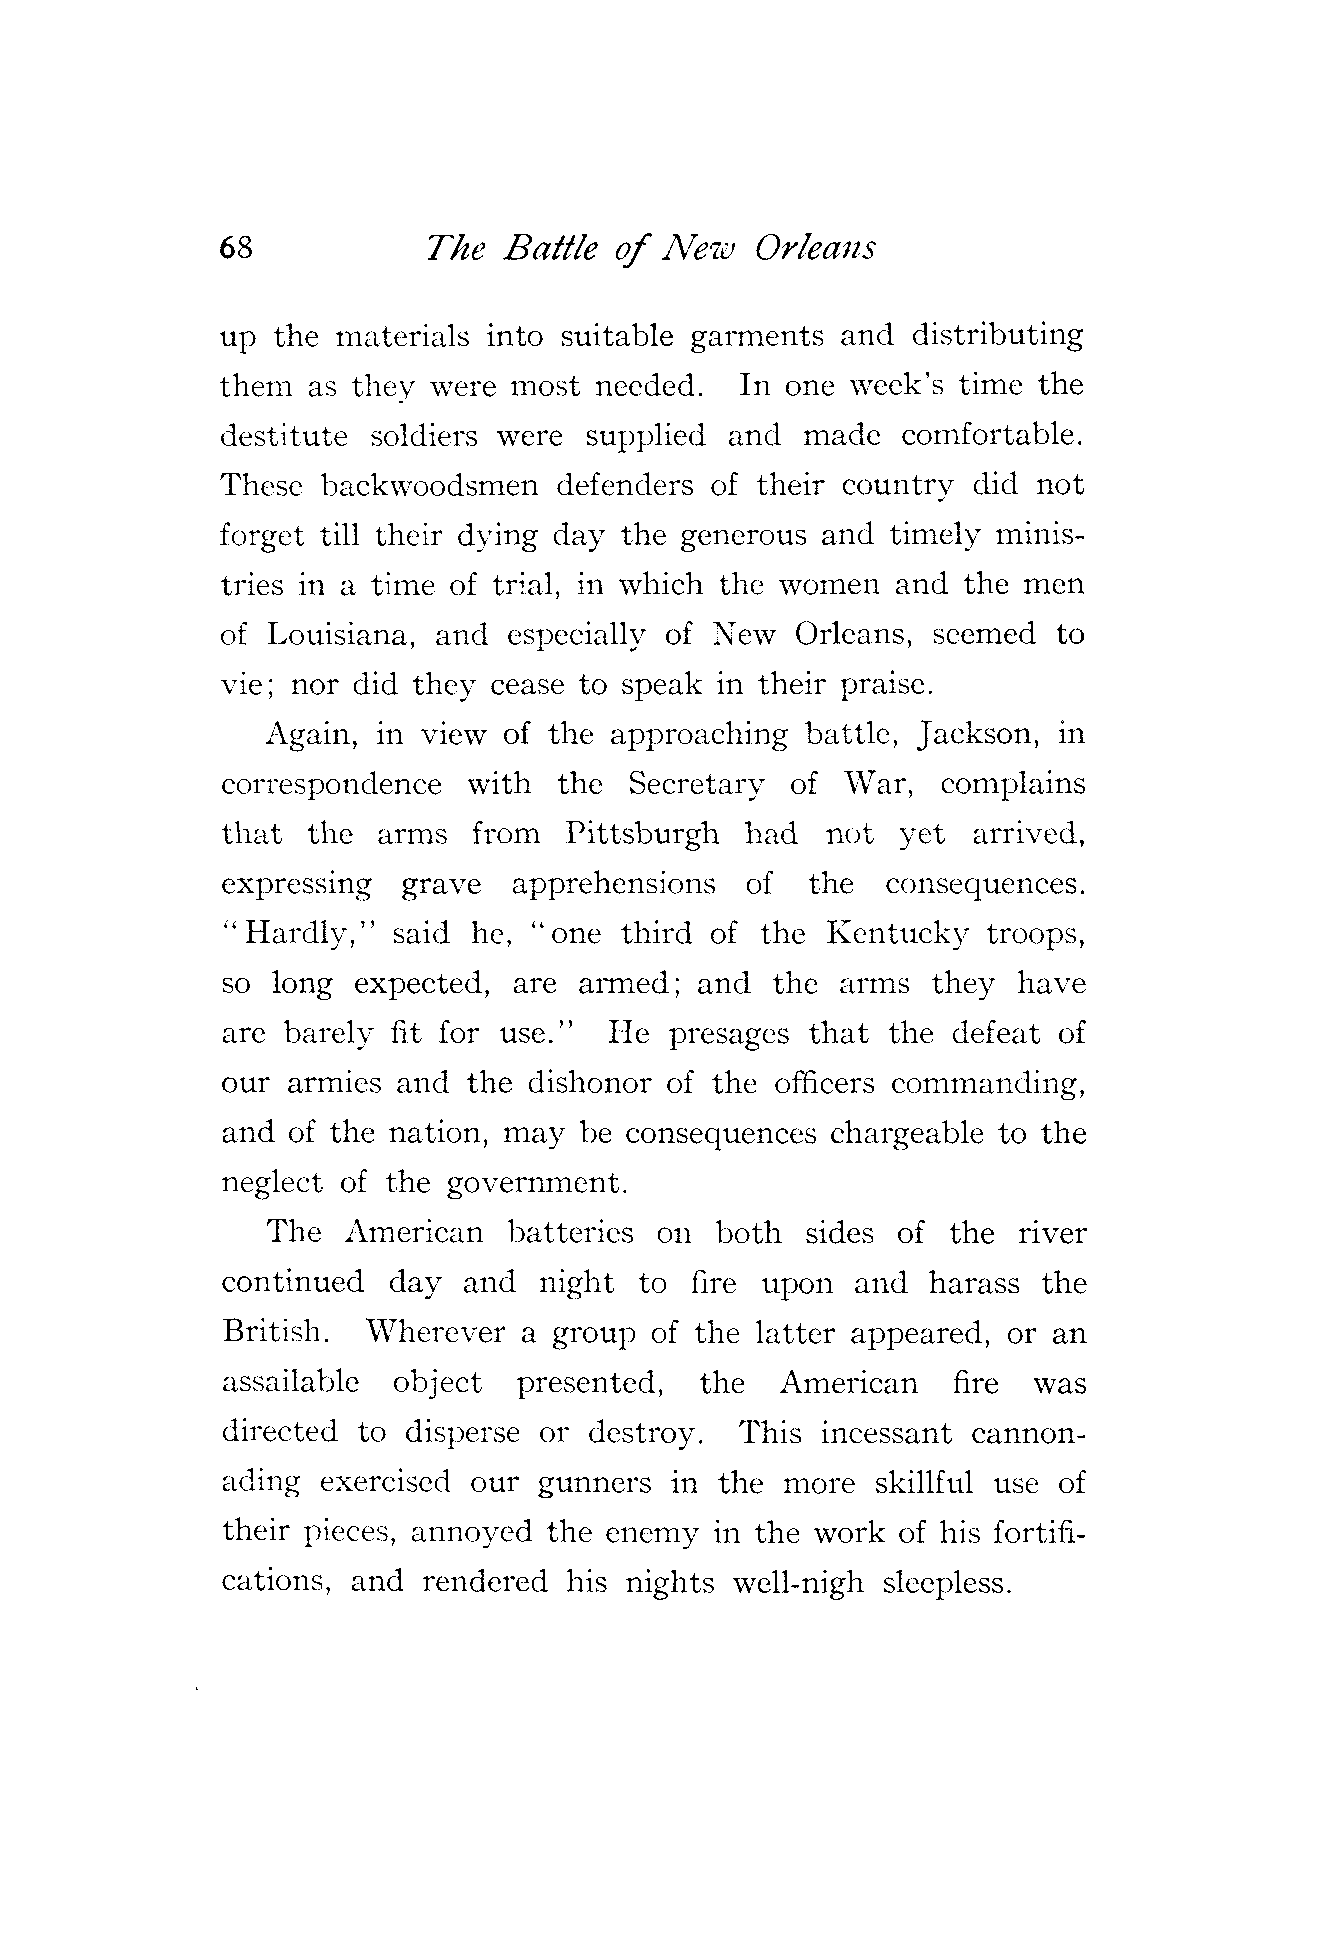 68 The Battle of New Orleans
up the materials into suitable garments and distributing
them as they were most needed. In one week's time the
destitute soldiers were supplied and made comfortable.
These backwoodsmen defenders of their country did not
forget till their dying day the generous and timely minis-
tries in a time of trial, in which the women and the men
of Louisiana, and especially of New Orleans, seemed to
vie; nor did they cease to speak in their praise.
Again, in view of the approaching battle, Jackson, in
correspondence with the Secretary of War, complains
that the arms from Pittsburgh had not yet arrived,
expressing grave apprehensions of the consequences.
"Hardly," said he, "one third of the Kentucky troops,
so long expected, are armed; and the arms they have
are barely fit for use." He presages that the defeat of
our armies and the dishonor of the officers commanding,
and of the nation, may be consequences chargeable to the
neglect of the government.
The American batteries on both sides of the river
continued day and night to fire upon and harass the
British. Wherever a group of the latter appeared, or an
assailable object presented, the American fire was
directed to disperse or destroy. This incessant cannon-
ading exercised our gunners in the more skillful use of
their pieces, annoyed the enemy in the work of his fortifi-
cations, and rendered his nights well-nigh sleepless.